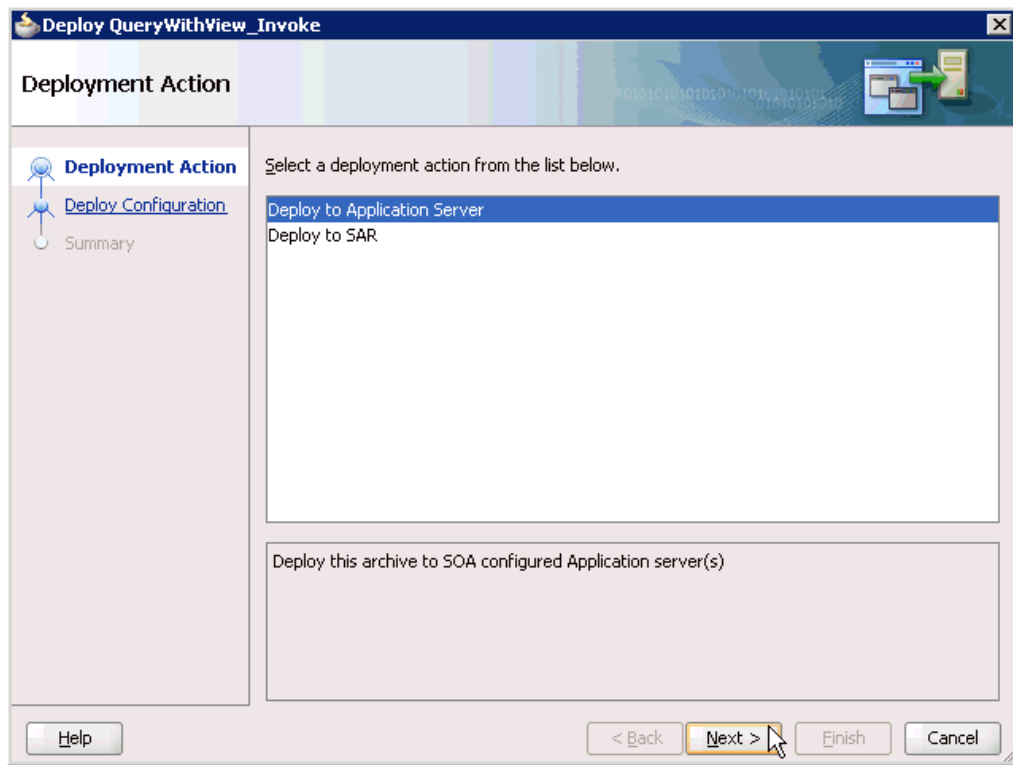 Deploy QueryWithView_Invoke
Deployment Action
Deployment Action
Deploy Configuration
Summary
Select a deployment action from the list below.
Deploy to Application Server
Deploy to SAR
Deploy this archive to SOA configured Application server(s)
Help
< Back
Next >
Finish
Cancel